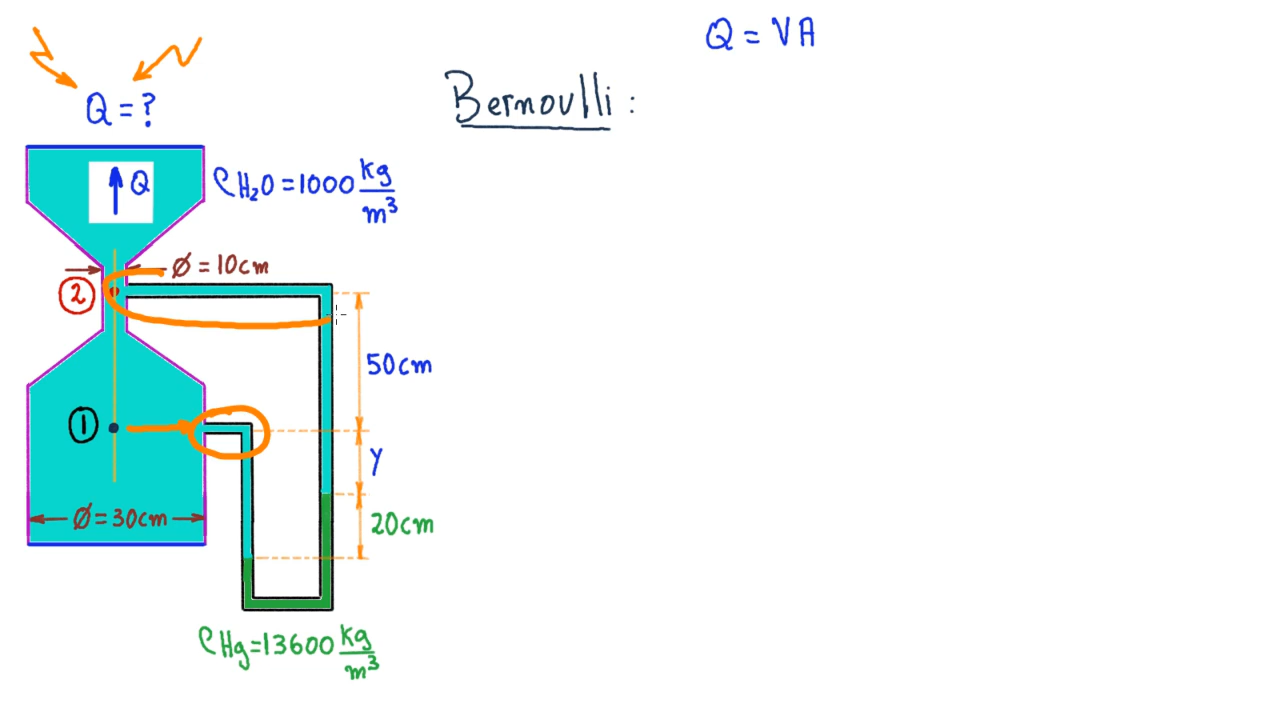 Q = VA
Bernoulli :
Q = ?
Q
ρH₂O = 1000 kg/m³
Ø = 10cm
2
50cm
1
Y
Ø = 30cm
20cm
ρHg = 13600 kg/m³